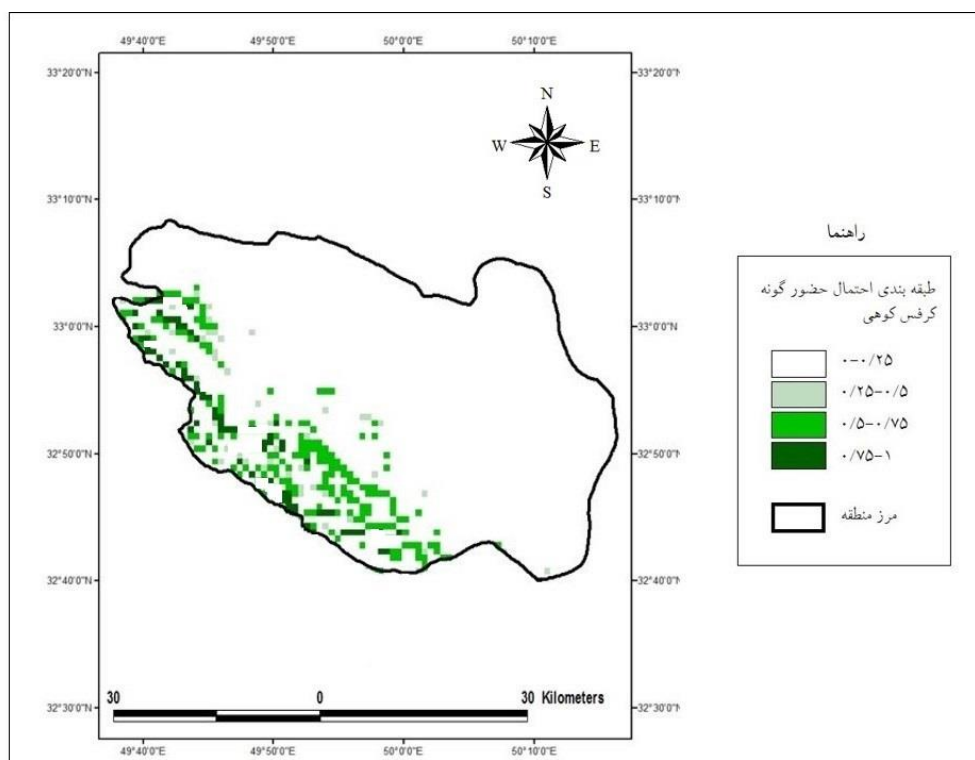 49°40'0"E 49°50'0"E 50°0'0"E 50°10'0"E
33°20'0"N 33°20'0"N
N
W E
S
33°10'0"N 33°10'0"N
33°0'0"N 33°0'0"N
32°50'0"N 32°50'0"N
32°40'0"N 32°40'0"N
30 0 30 Kilometers
32°30'0"N 32°30'0"N
49°40'0"E 49°50'0"E 50°0'0"E 50°10'0"E
راهنما
طبقه بندی احتمال حضور گونه
کرفس کوهی
۰-۰/۲۵
۰/۲۵-۰/۵
۰/۵-۰/۷۵
۰/۷۵-۱
مرز منطقه